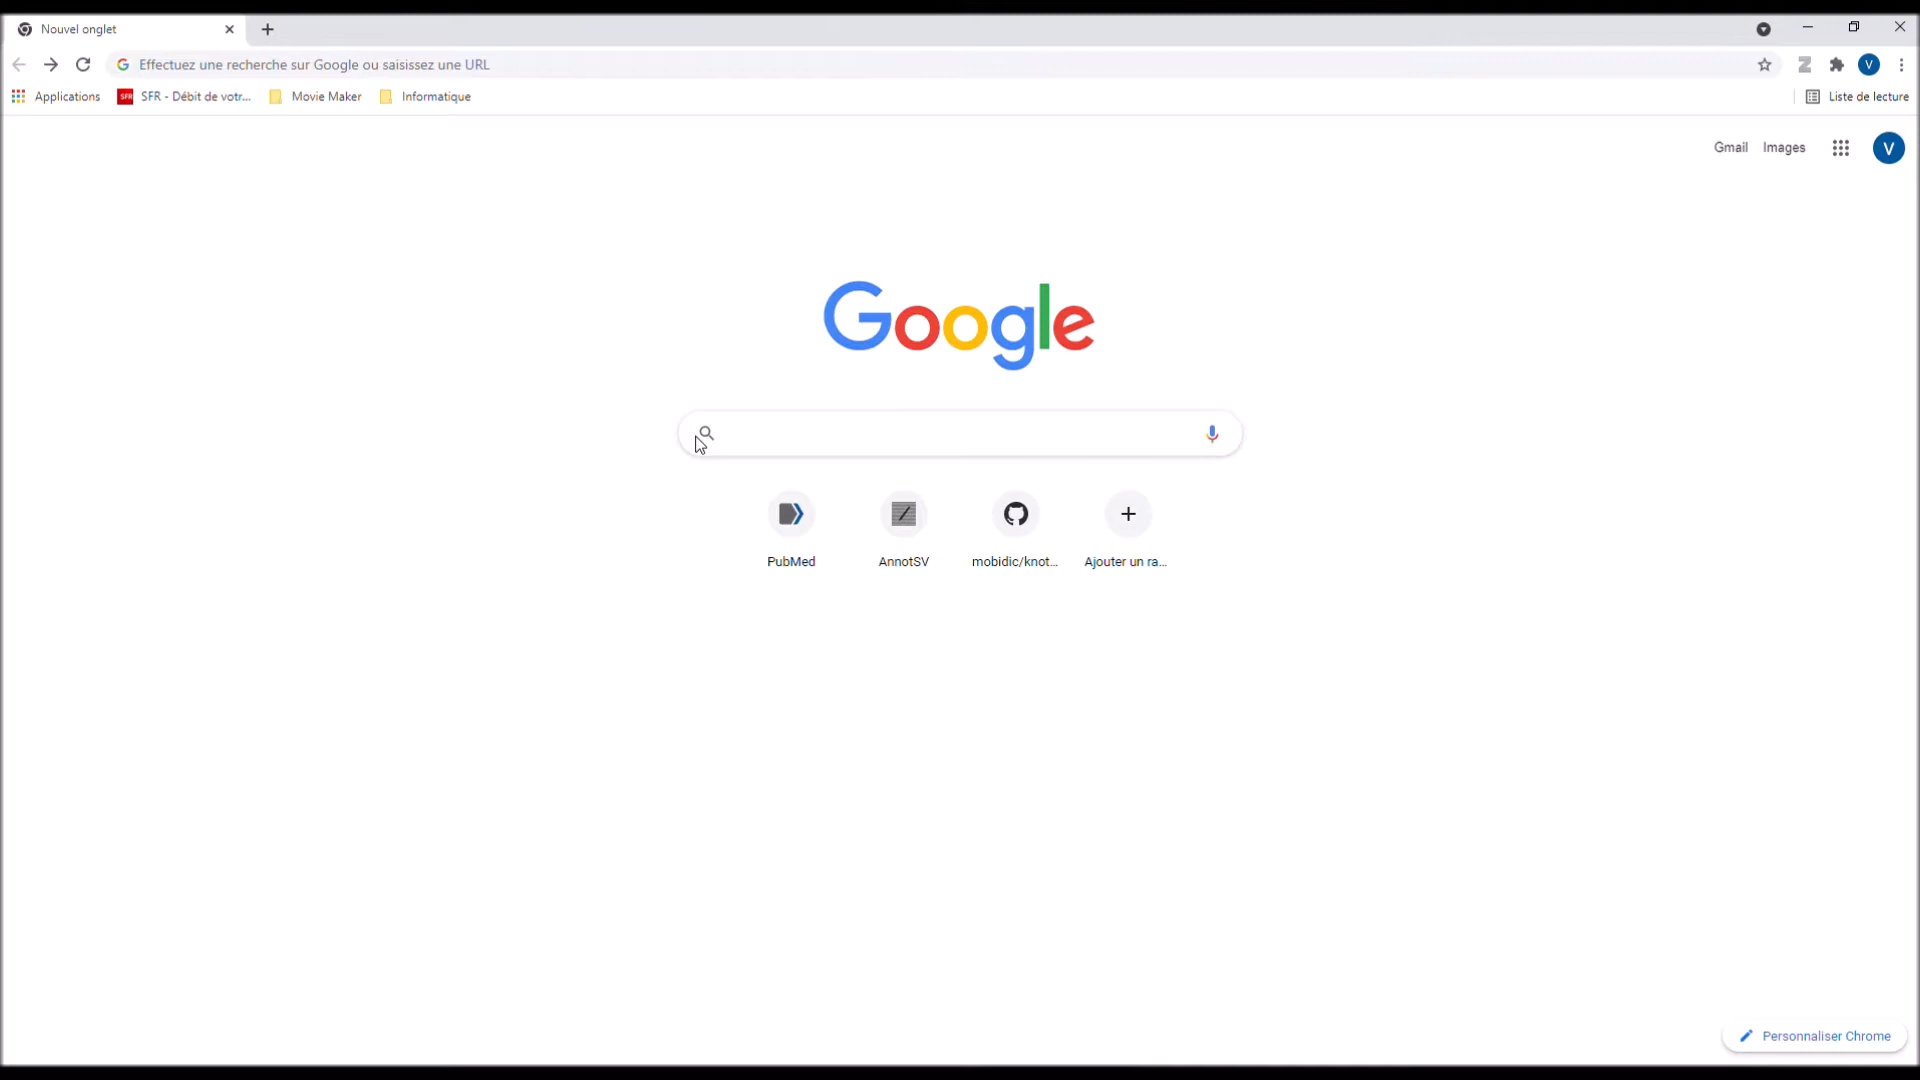 Nouvel onglet
Effectuez une recherche sur Google ou saisissez une URL
V
Applications
SFR
SFR - Débit de votr...
Movie Maker
Informatique
Liste de lecture
Gmail
Images
V
Google
PubMed
AnnotSV
mobidic/knot...
Ajouter un ra...
Personnaliser Chrome